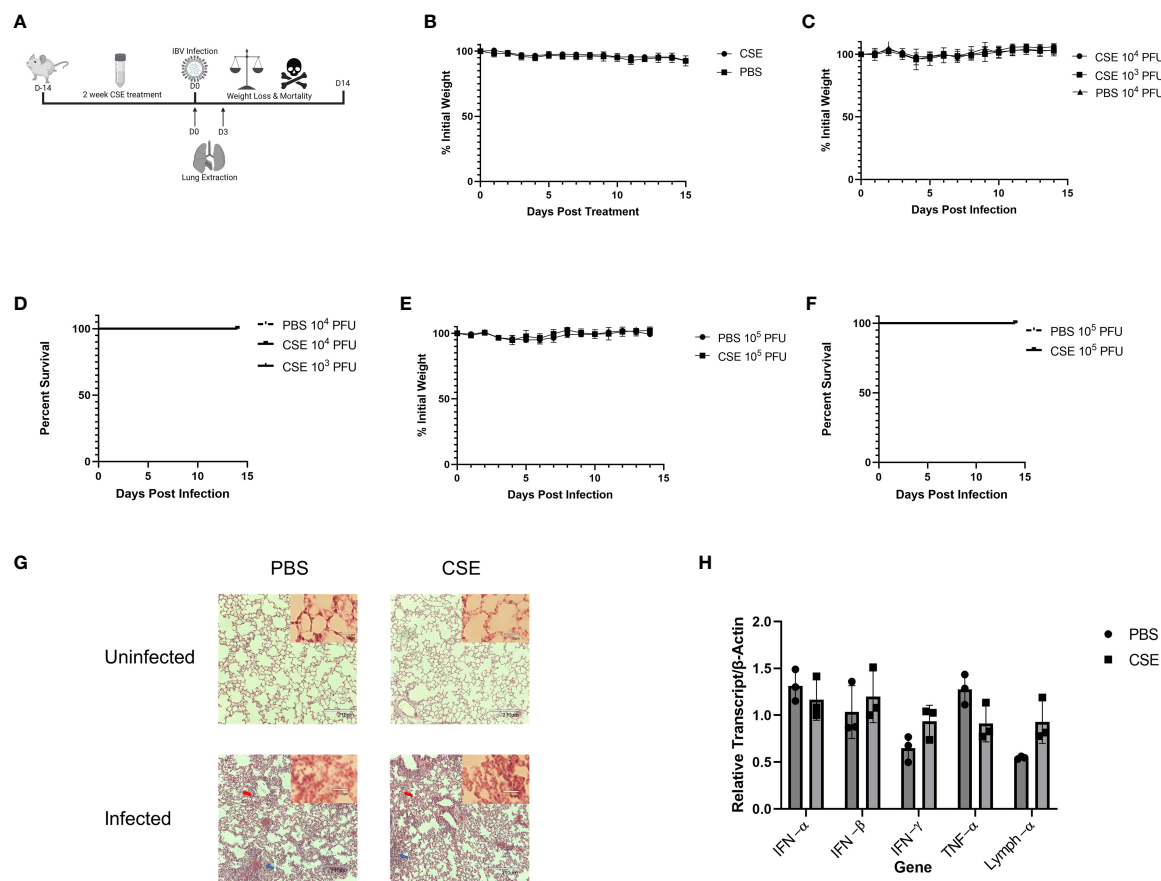 A
IBV Infection
D0
D-14
2 week CSE treatment
Weight Loss & Mortality
D14
D0
D3
Lung Extraction
B
% Initial Weight
100
50
0
0
5
10
15
Days Post Treatment
CSE
PBS
C
% Initial Weight
100
50
0
0
5
10
15
Days Post Infection
CSE 10⁴ PFU
CSE 10³ PFU
PBS 10⁴ PFU
D
Percent Survival
100
50
0
0
5
10
15
Days Post Infection
PBS 10⁴ PFU
CSE 10⁴ PFU
CSE 10³ PFU
E
% Initial Weight
100
50
0
0
5
10
15
Days Post Infection
PBS 10⁵ PFU
CSE 10⁵ PFU
F
Percent Survival
100
50
0
0
5
10
15
Days Post Infection
PBS 10⁵ PFU
CSE 10⁵ PFU
G
PBS
CSE
Uninfected
Infected
H
Relative Transcript/β-Actin
2.0
1.5
1.0
0.5
0.0
IFN-α
IFN-β
IFN-γ
TNF-α
Lymph-α
Gene
PBS
CSE